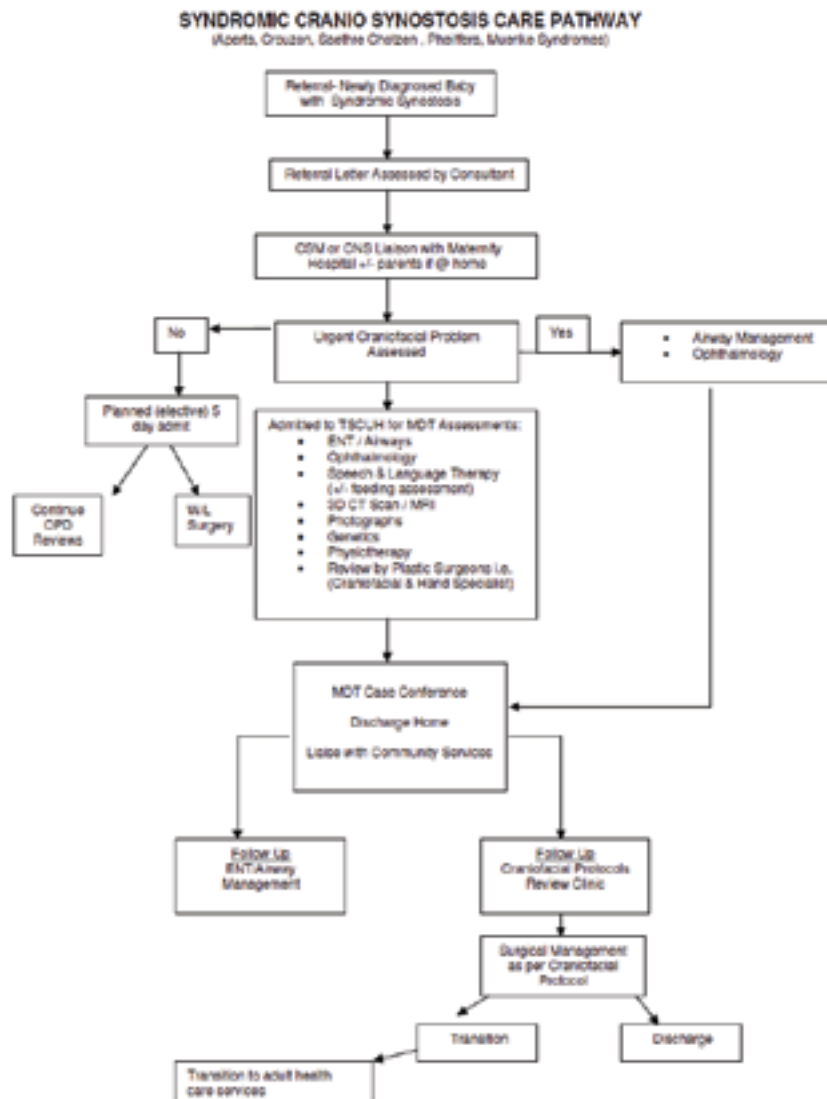 SYNDROMIC CRANIO SYNOSTOSIS CARE PATHWAY
(Aperts, Crouzon, Saethre Chotzen , Pheiffers, Muenke Syndromes)
Referral- Newly Diagnosed Baby
with Syndromic Synostosis
Referral Letter Assessed by Consultant
CSM or CNS Liaison with Maternity
Hospital +/- parents if @ home
No
Urgent Craniofacial Problem
Assessed
Yes
• Airway Management
• Ophthalmology
Planned (elective) 5
day admit
Continue
OPD
Reviews
W/L
Surgery
Admitted to TSCUH for MDT Assessments:
• ENT / Airways
• Ophthalmology
• Speech & Language Therapy
(+/- feeding assessment)
• 3D CT Scan / MRI
• Photographs
• Genetics
• Physiotherapy
• Review by Plastic Surgeons i.e.
(Craniofacial & Hand Specialist)
MDT Case Conference
Discharge Home
Liaise with Community Services
Follow Up
ENT/Airway
Management
Follow Up
Craniofacial Protocols
Review Clinic
Surgical Management
as per Craniofacial
Protocol
Transition
Discharge
Transition to adult health
care services